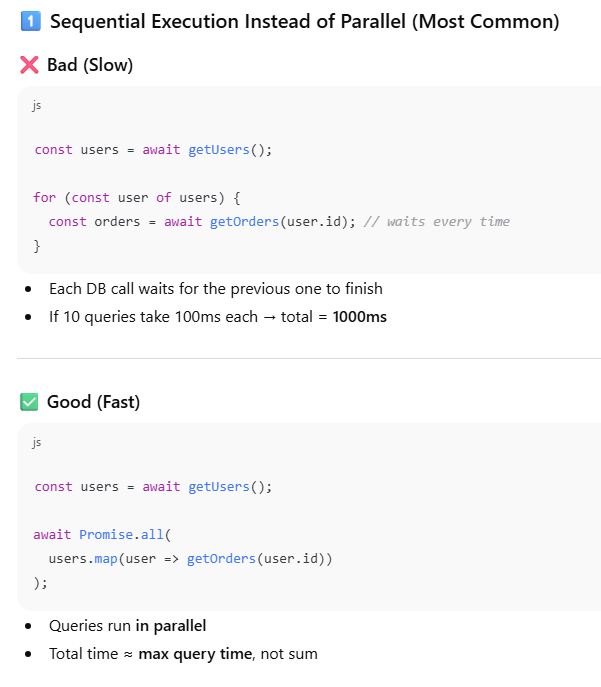 1 Sequential Execution Instead of Parallel (Most Common)
❌ Bad (Slow)
js
const users = await getUsers();
for (const user of users) {
  const orders = await getOrders(user.id); // waits every time
}
• Each DB call waits for the previous one to finish
• If 10 queries take 100ms each → total = 1000ms
✅ Good (Fast)
js
const users = await getUsers();
await Promise.all(
  users.map(user => getOrders(user.id))
);
• Queries run in parallel
• Total time ≈ max query time, not sum